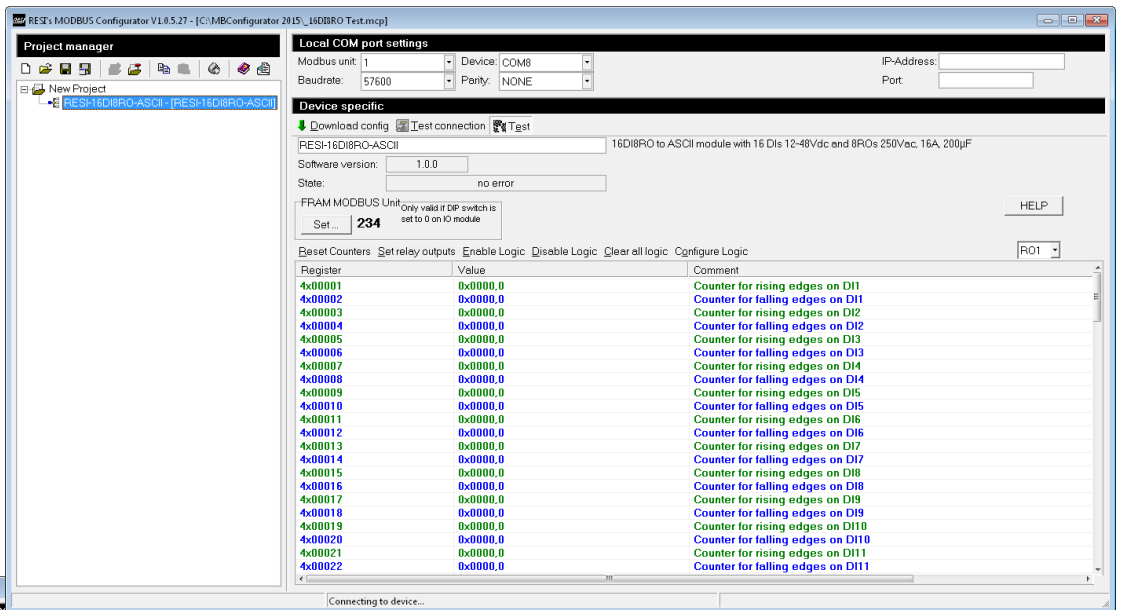 RESI's MODBUS Configurator V1.0.5.27 - [C:\MBConfigurator 2015\_16DI8RO Test.mcp]
Project manager
New Project
RESI-16DI8RO-ASCII - [RESI-16DI8RO-ASCII]
Local COM port settings
Modbus unit: 1 Device: COM8 IP-Address:
Baudrate: 57600 Parity: NONE Port:
Device specific
Download config Test connection Test
RESI-16DI8RO-ASCII 16DI8RO to ASCII module with 16 DIs 12-48Vdc and 8ROs 250Vac, 16A, 200µF
Software version: 1.0.0
State: no error
FRAM MODBUS Unit
Set ... 234 Only valid if DIP switch is
set to 0 on IO module
HELP
Reset Counters Set relay outputs Enable Logic Disable Logic Clear all logic Configure Logic RO1
Register Value Comment
4x00001 0x0000,0 Counter for rising edges on DI1
4x00002 0x0000,0 Counter for falling edges on DI1
4x00003 0x0000,0 Counter for rising edges on DI2
4x00004 0x0000,0 Counter for falling edges on DI2
4x00005 0x0000,0 Counter for rising edges on DI3
4x00006 0x0000,0 Counter for falling edges on DI3
4x00007 0x0000,0 Counter for rising edges on DI4
4x00008 0x0000,0 Counter for falling edges on DI4
4x00009 0x0000,0 Counter for rising edges on DI5
4x00010 0x0000,0 Counter for falling edges on DI5
4x00011 0x0000,0 Counter for rising edges on DI6
4x00012 0x0000,0 Counter for falling edges on DI6
4x00013 0x0000,0 Counter for rising edges on DI7
4x00014 0x0000,0 Counter for falling edges on DI7
4x00015 0x0000,0 Counter for rising edges on DI8
4x00016 0x0000,0 Counter for falling edges on DI8
4x00017 0x0000,0 Counter for rising edges on DI9
4x00018 0x0000,0 Counter for falling edges on DI9
4x00019 0x0000,0 Counter for rising edges on DI10
4x00020 0x0000,0 Counter for falling edges on DI10
4x00021 0x0000,0 Counter for rising edges on DI11
4x00022 0x0000,0 Counter for falling edges on DI11
Connecting to device...